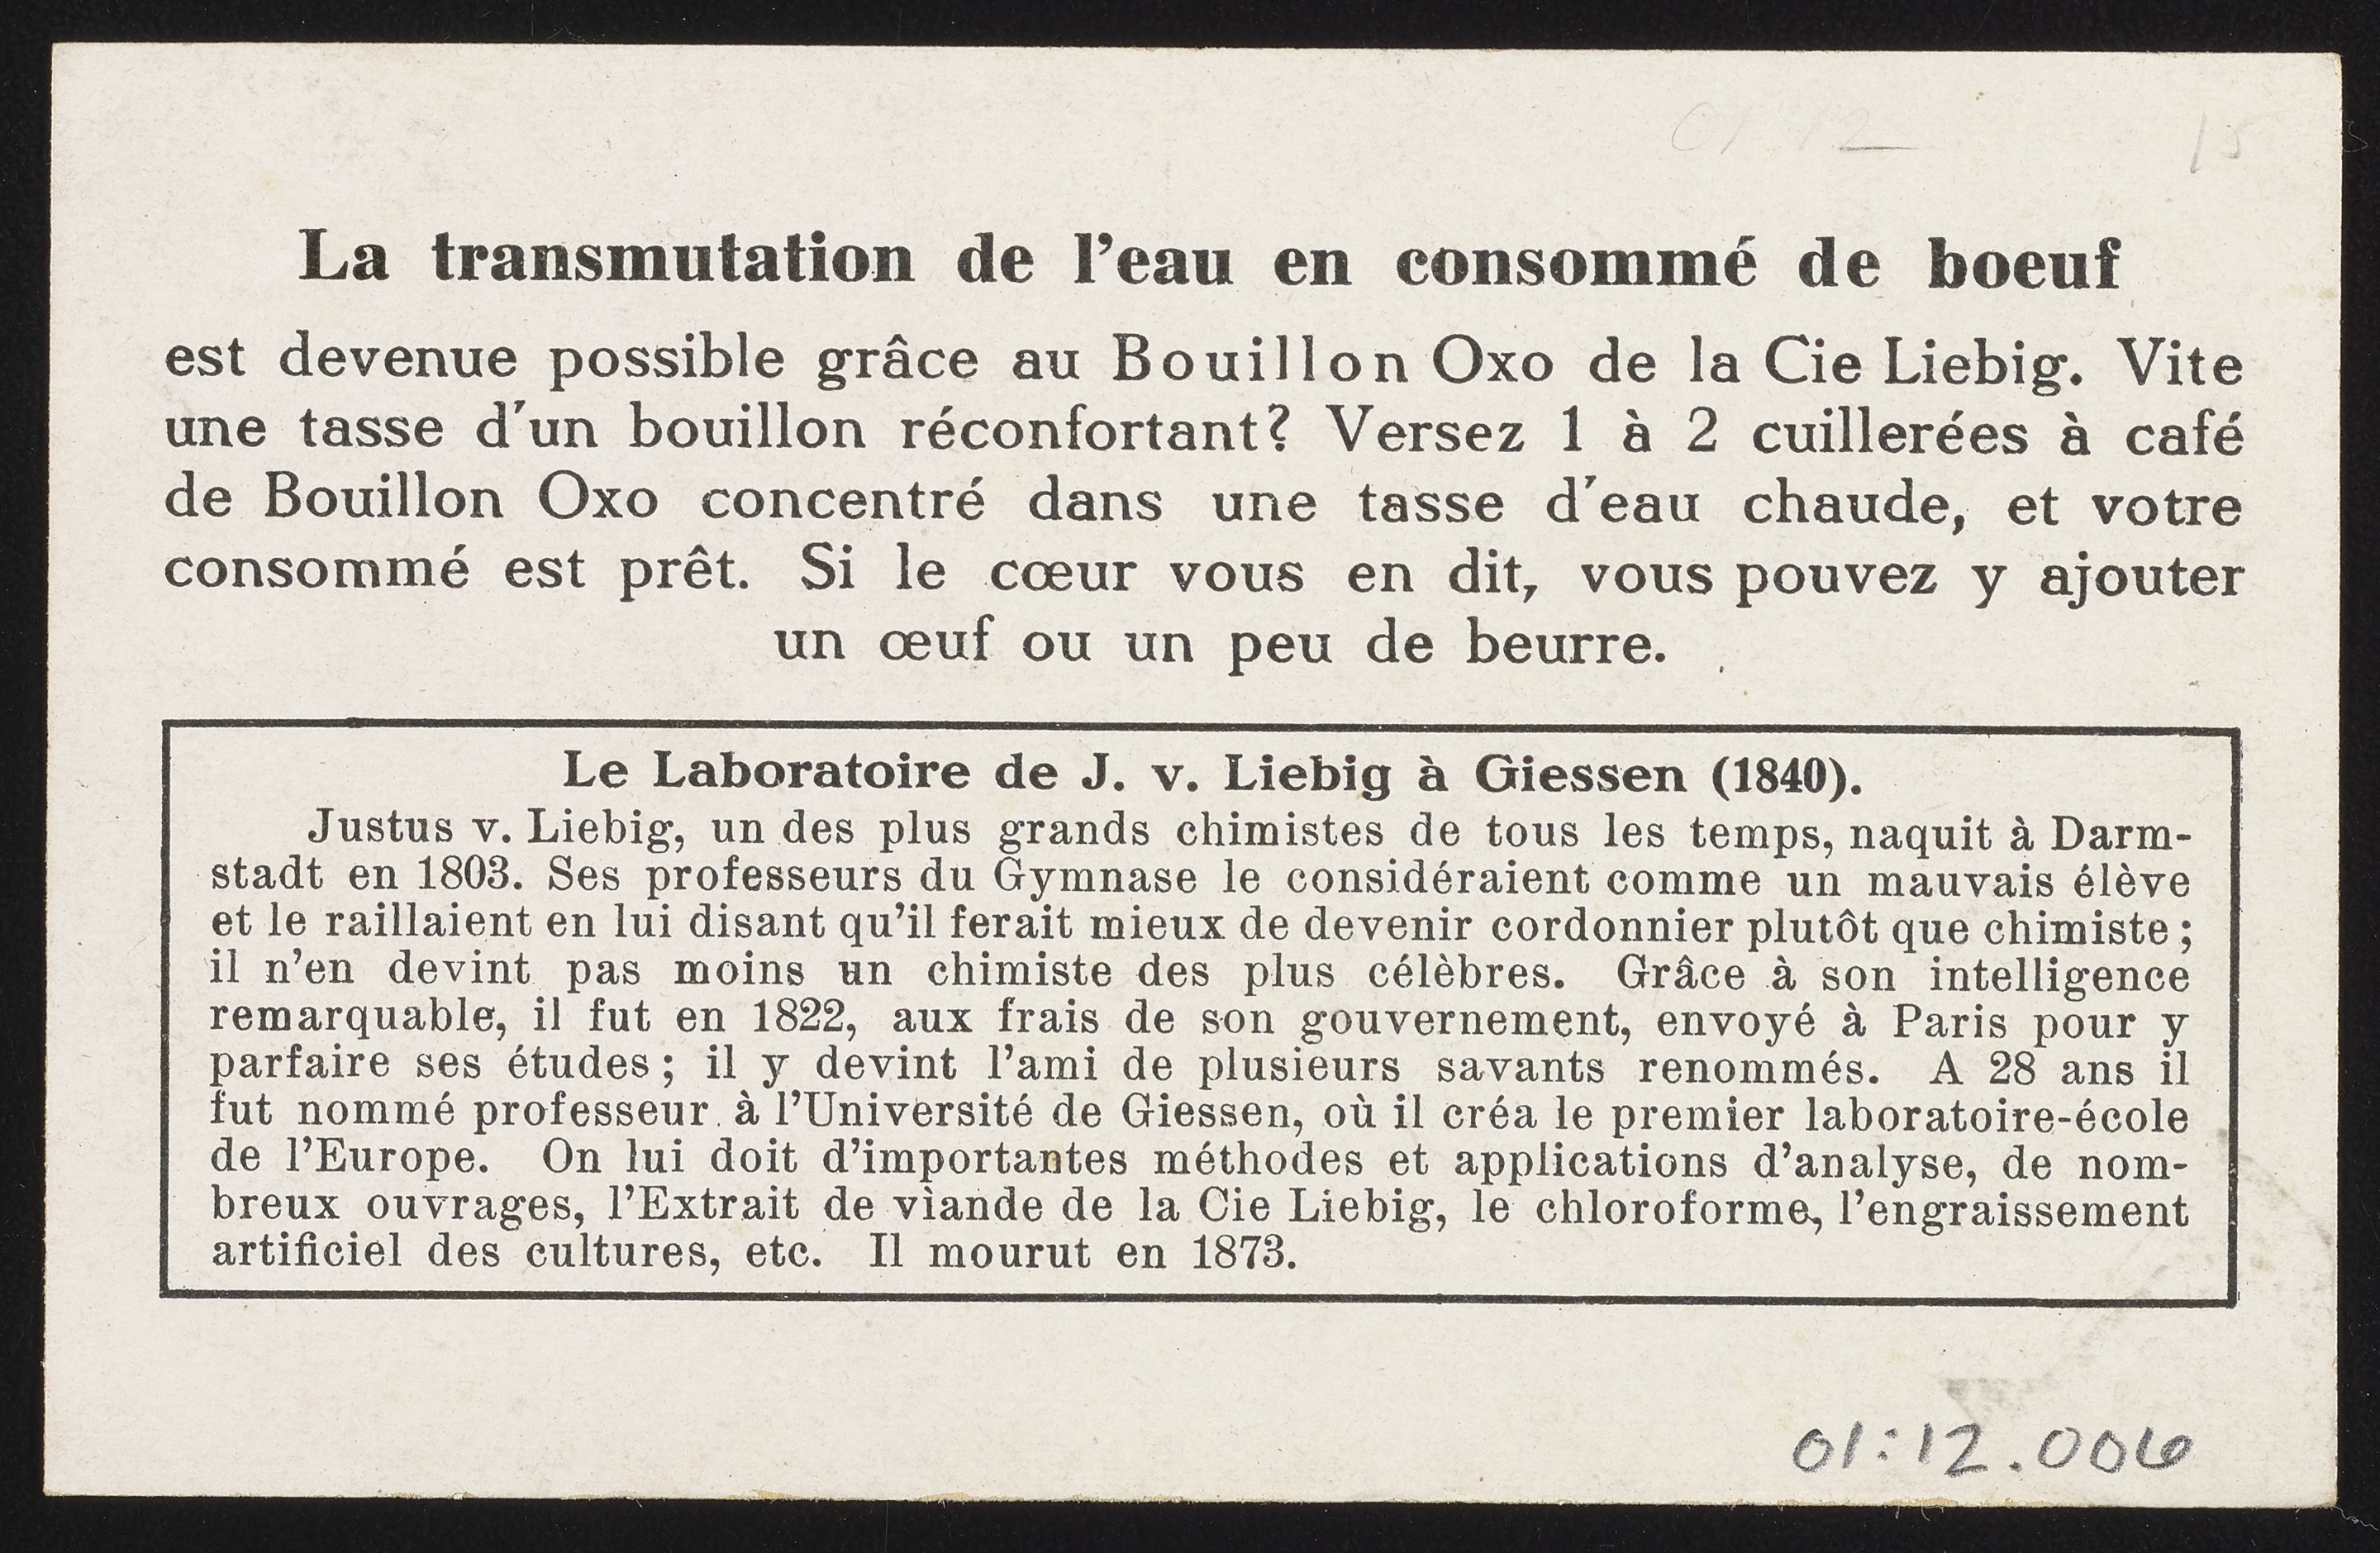 01 12
15
La transmutation de l'eau en consommé de boeuf
est devenue possible grâce au Bouillon Oxo de la Cie Liebig. Vite
une tasse d'un bouillon réconfortant? Versez 1 à 2 cuillerées à café
de Bouillon Oxo concentré dans une tasse d'eau chaude, et votre
consommé est prêt. Si le cœur vous en dit, vous pouvez y ajouter
un œuf ou un peu de beurre.
Le Laboratoire de J. v. Liebig à Giessen (1840).
Justus v. Liebig, un des plus grands chimistes de tous les temps, naquit à Darm-
stadt en 1803. Ses professeurs du Gymnase le considéraient comme un mauvais élève
et le raillaient en lui disant qu'il ferait mieux de devenir cordonnier plutôt que chimiste ;
il n'en devint pas moins un chimiste des plus célèbres. Grâce à son intelligence
remarquable, il fut en 1822, aux frais de son gouvernement, envoyé à Paris pour y
parfaire ses études ; il y devint l'ami de plusieurs savants renommés. A 28 ans il
fut nommé professeur à l'Université de Giessen, où il créa le premier laboratoire-école
de l'Europe. On lui doit d'importantes méthodes et applications d'analyse, de nom-
breux ouvrages, l'Extrait de viande de la Cie Liebig, le chloroforme, l'engraissement
artificiel des cultures, etc. Il mourut en 1873.
01:12.006